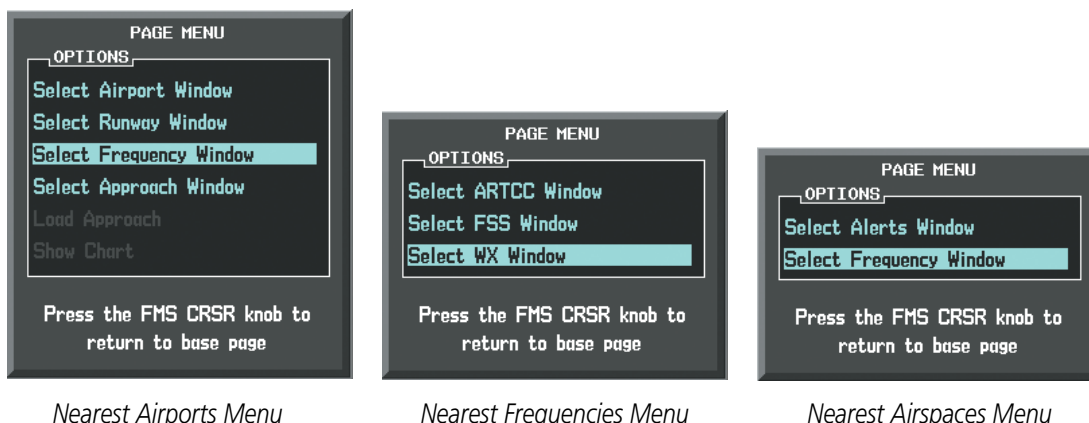 PAGE MENU
OPTIONS
Select Airport Window
Select Runway Window
Select Frequency Window
Select Approach Window
Load Approach
Show Chart
Press the FMS CRSR knob to
return to base page
Nearest Airports Menu
PAGE MENU
OPTIONS
Select ARTCC Window
Select FSS Window
Select WX Window
Press the FMS CRSR knob to
return to base page
Nearest Frequencies Menu
PAGE MENU
OPTIONS
Select Alerts Window
Select Frequency Window
Press the FMS CRSR knob to
return to base page
Nearest Airspaces Menu